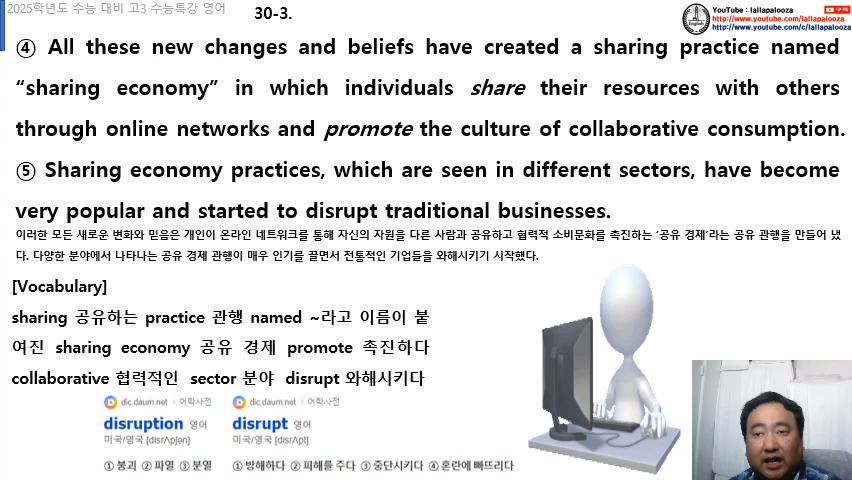 2025학년도 수능 대비 고3 수능특강 영어
30-3.
YouTube : lallapalooza
http://www.youtube.com/lallapalooza
http://www.youtube.com/c/lallapalooza
구독
④ All these new changes and beliefs have created a sharing practice named
“sharing economy” in which individuals share their resources with others
through online networks and promote the culture of collaborative consumption.
⑤ Sharing economy practices, which are seen in different sectors, have become
very popular and started to disrupt traditional businesses.
이러한 모든 새로운 변화와 믿음은 개인이 온라인 네트워크를 통해 자신의 자원을 다른 사람과 공유하고 협력적 소비문화를 촉진하는 ‘공유 경제’라는 공유 관행을 만들어 냈
다. 다양한 분야에서 나타나는 공유 경제 관행이 매우 인기를 끌면서 전통적인 기업들을 와해시키기 시작했다.
[Vocabulary]
sharing 공유하는 practice 관행 named ~라고 이름이 붙
여진 sharing economy 공유 경제 promote 촉진하다
collaborative 협력적인 sector 분야 disrupt 와해시키다
dic.daum.net › 어학사전
disruption 영어
미국/영국 [disrʌpʃən]
① 붕괴 ② 파열 ③ 분열
dic.daum.net › 어학사전
disrupt 영어
미국/영국 [disrʌpt]
① 방해하다 ② 피해를 주다 ③ 중단시키다 ④ 혼란에 빠뜨리다